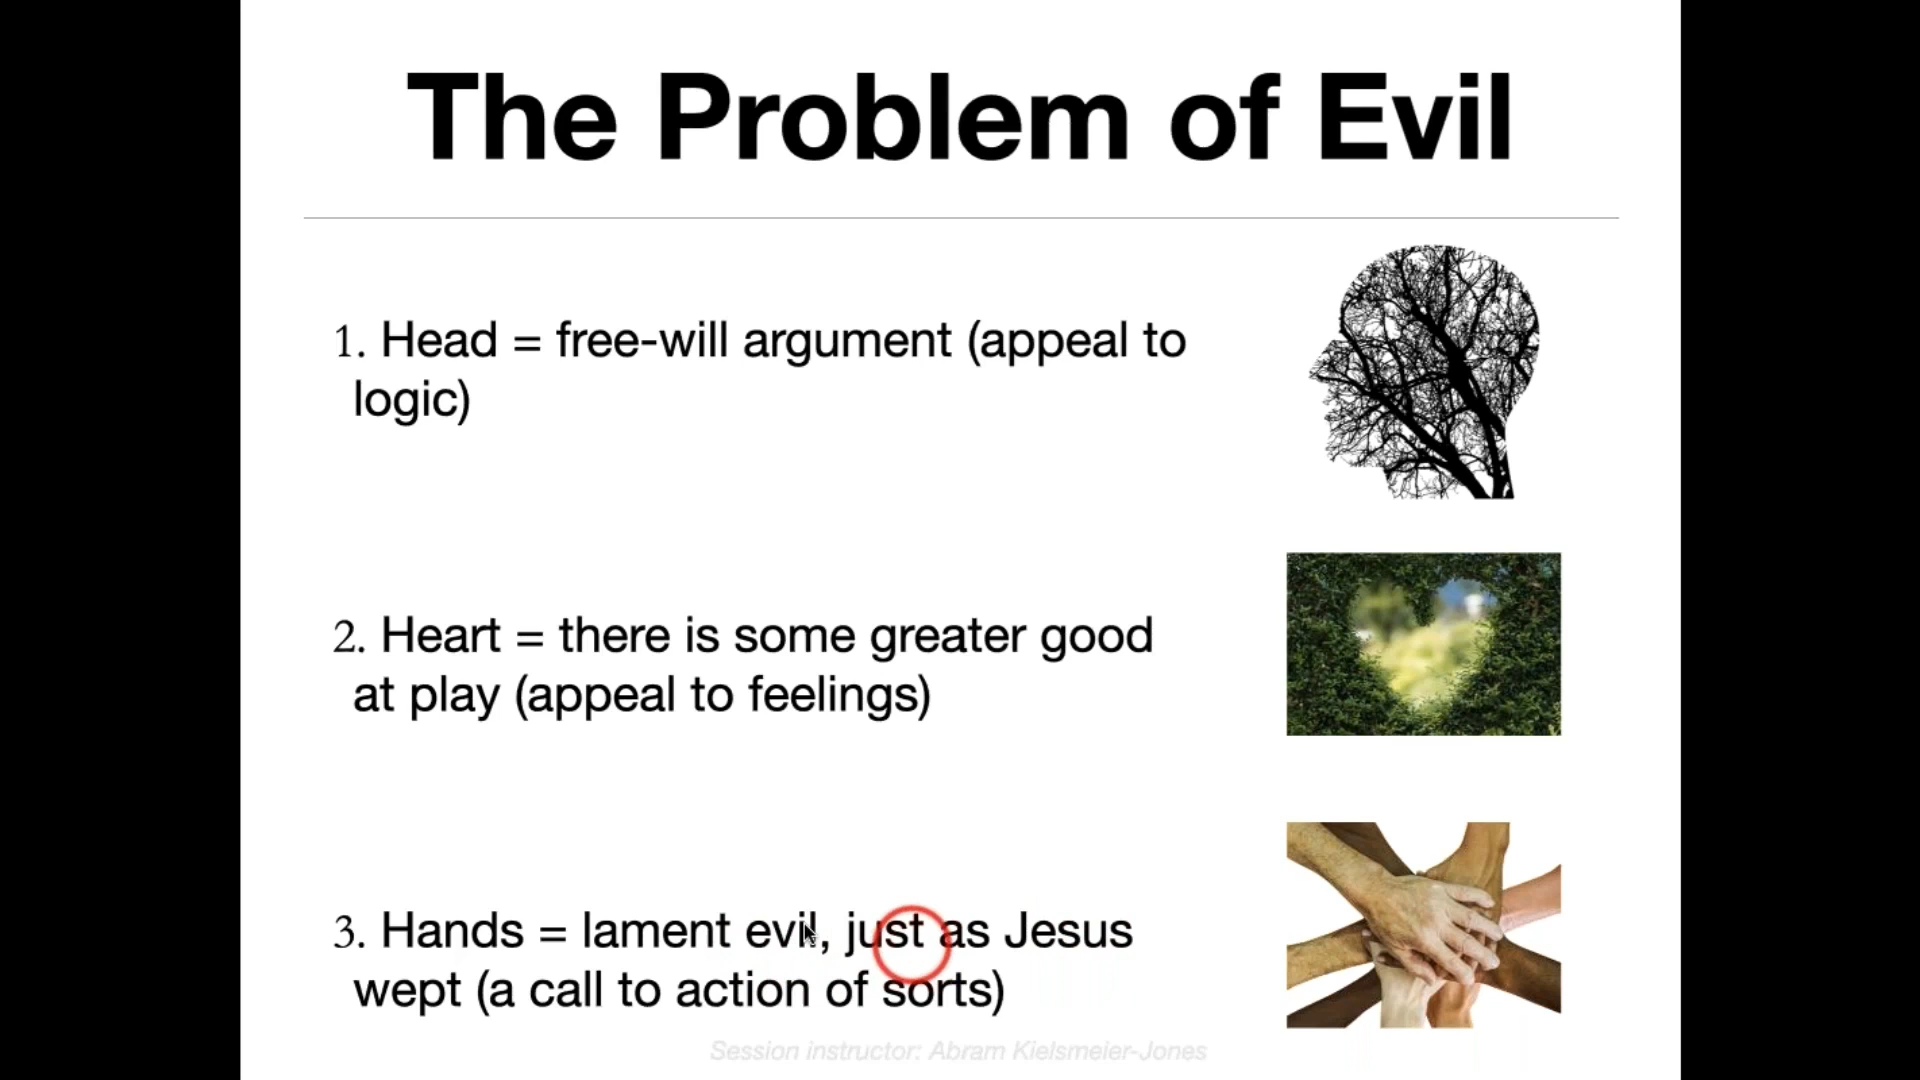 The Problem of Evil
1. Head = free-will argument (appeal to
logic)
2. Heart = there is some greater good
at play (appeal to feelings)
3. Hands = lament evil, just as Jesus
wept (a call to action of sorts)
Session instructor: Abram Kielsmeier-Jones